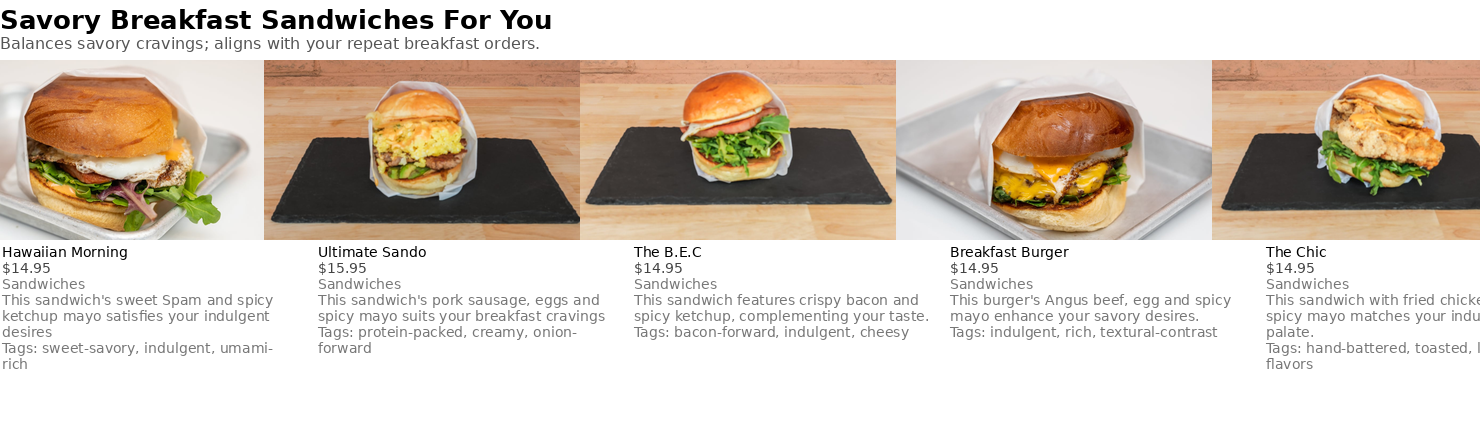 Savory Breakfast Sandwiches For You
Balances savory cravings; aligns with your repeat breakfast orders.
Hawaiian Morning
$14.95
Sandwiches
This sandwich's sweet Spam and spicy
ketchup mayo satisfies your indulgent
desires
Tags: sweet-savory, indulgent, umami-
rich
Ultimate Sando
$15.95
Sandwiches
This sandwich's pork sausage, eggs and
spicy mayo suits your breakfast cravings
Tags: protein-packed, creamy, onion-
forward
The B.E.C
$14.95
Sandwiches
This sandwich features crispy bacon and
spicy ketchup, complementing your taste.
Tags: bacon-forward, indulgent, cheesy
Breakfast Burger
$14.95
Sandwiches
This burger's Angus beef, egg and spicy
mayo enhance your savory desires.
Tags: indulgent, rich, textural-contrast
The Chic
$14.95
Sandwiches
This sandwich with fried
spicy mayo matches your
palate.
Tags: hand-battered, toasted,
flavors